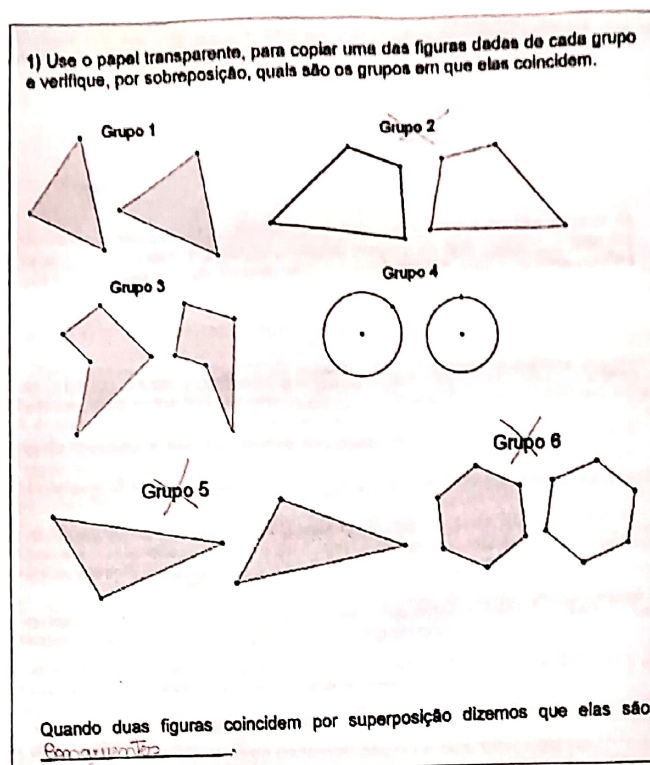 1) Use o papel transparente, para copiar uma das figuras dadas de cada grupo
e verifique, por sobreposição, quais são os grupos em que elas coincidem.
Grupo 1
Grupo 2
Grupo 3
Grupo 4
Grupo 5
Grupo 6
Quando duas figuras coincidem por superposição dizemos que elas são